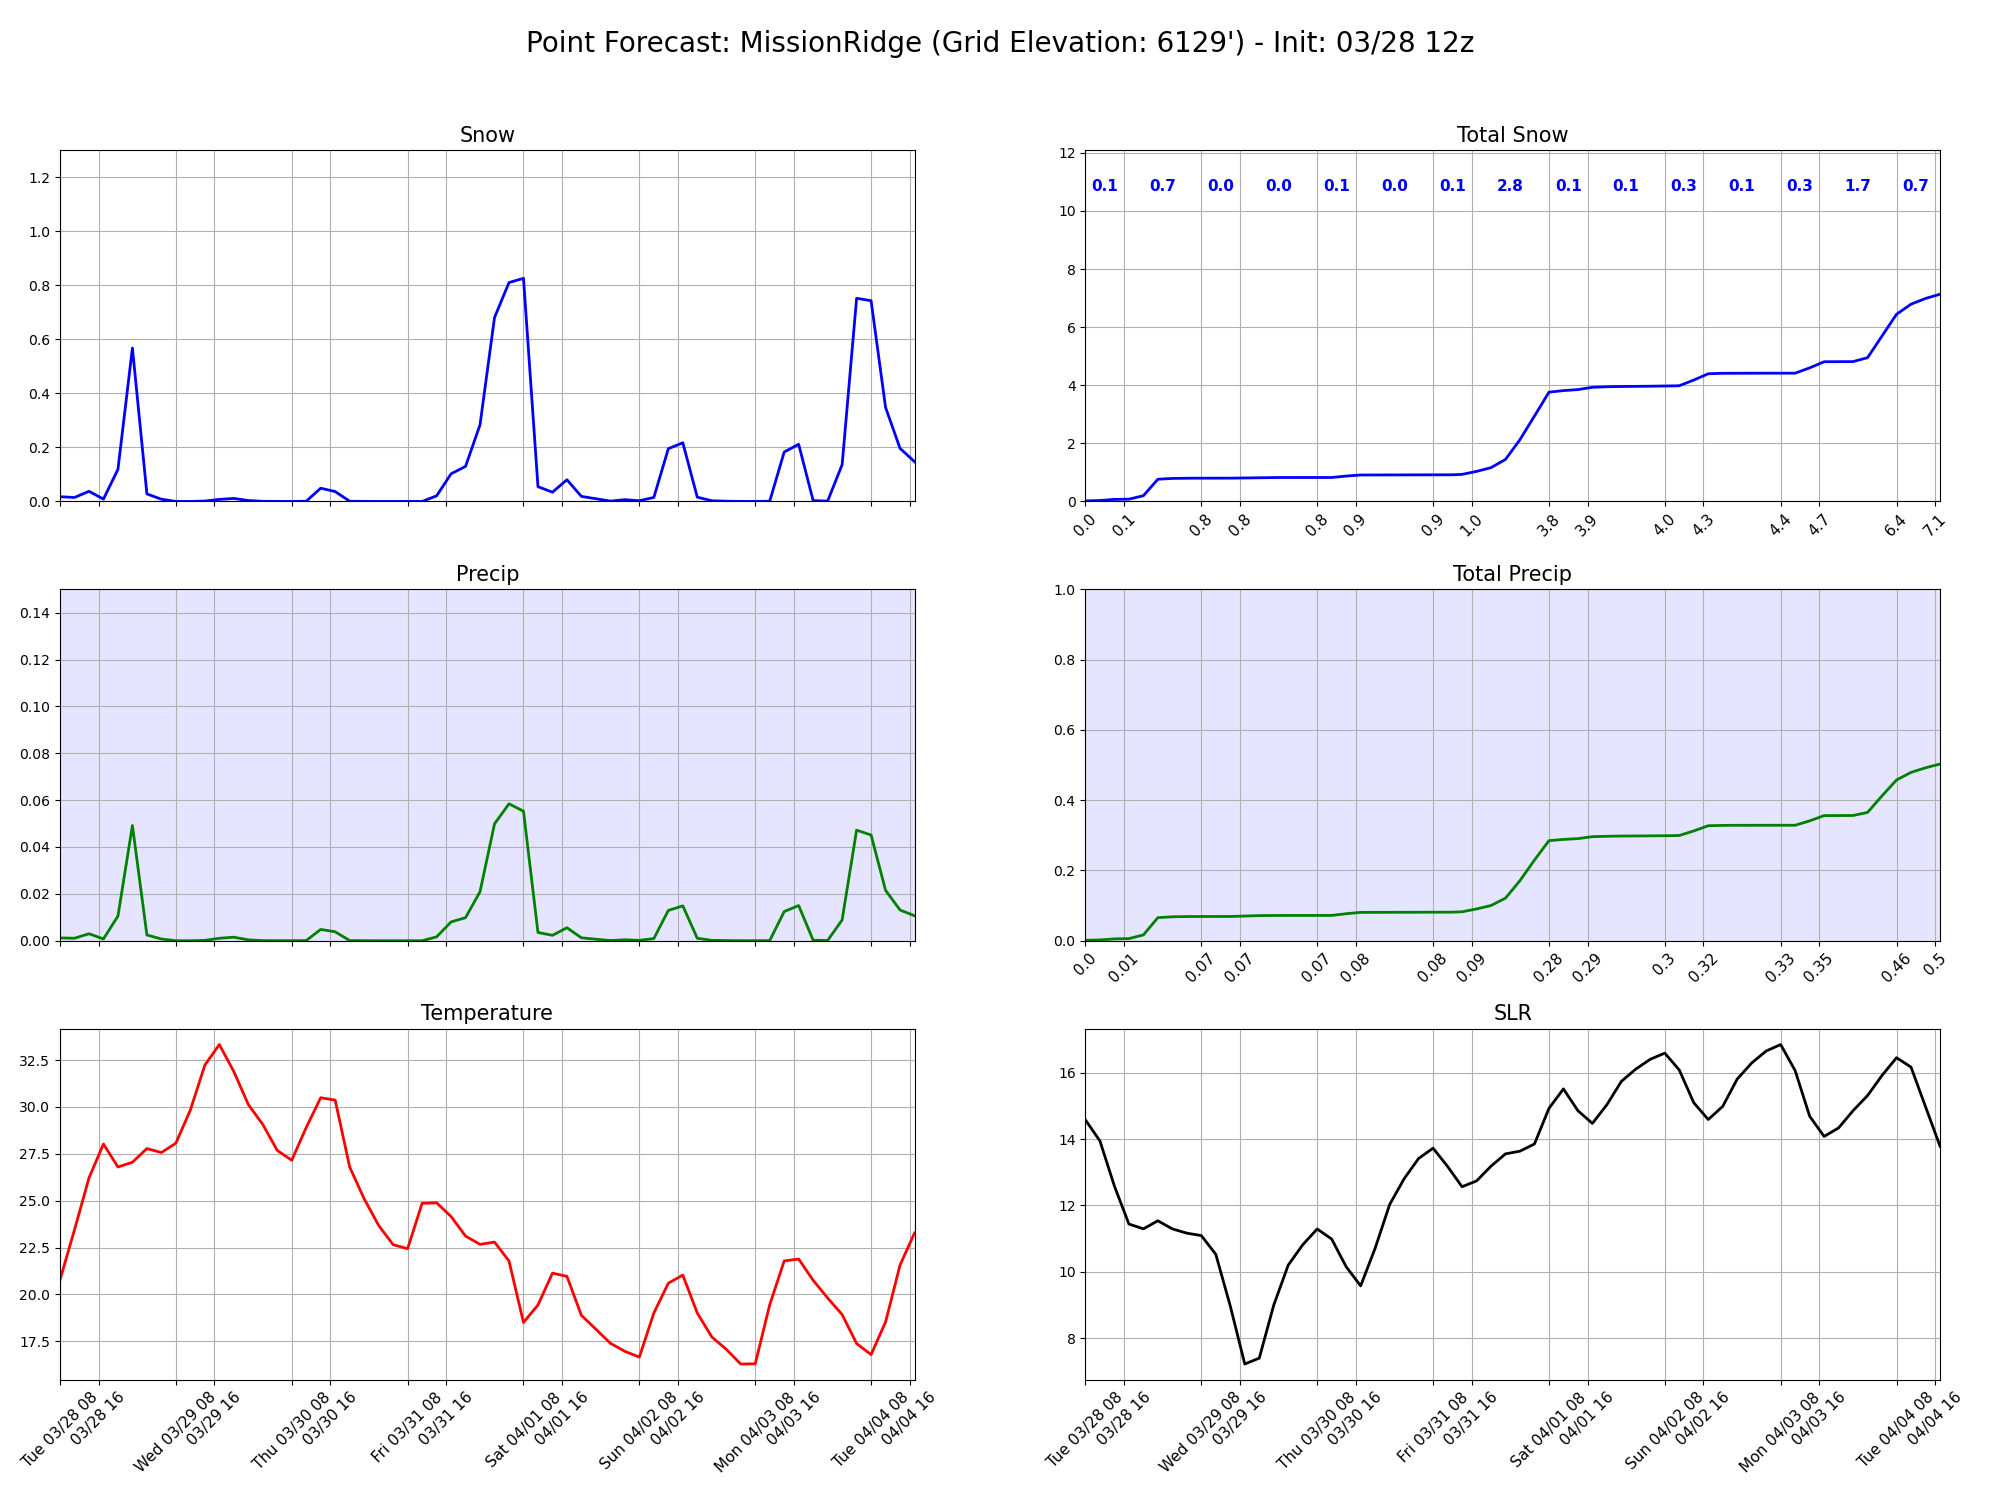 Point Forecast: MissionRidge (Grid Elevation: 6129') - Init: 03/28 12z
Snow
1.2
1.0
0.8
0.6
0.4
0.2
0.0
Total Snow
12
10
8
6
4
2
0
0.1 0.7 0.0 0.0 0.1 0.0 0.1 2.8 0.1 0.1 0.3 0.1 0.3 1.7 0.7
0.0 0.1 0.8 0.8 0.8 0.9 0.9 1.0 3.8 3.9 4.0 4.3 4.4 4.7 6.4 7.1
Precip
0.14
0.12
0.10
0.08
0.06
0.04
0.02
0.00
Total Precip
1.0
0.8
0.6
0.4
0.2
0.0
0.0 0.01 0.07 0.07 0.07 0.08 0.08 0.09 0.28 0.29 0.3 0.32 0.33 0.35 0.46 0.5
Temperature
32.5
30.0
27.5
25.0
22.5
20.0
17.5
Tue 03/28 08
03/28 16
Wed 03/29 08
03/29 16
Thu 03/30 08
03/30 16
Fri 03/31 08
03/31 16
Sat 04/01 08
04/01 16
Sun 04/02 08
04/02 16
Mon 04/03 08
04/03 16
Tue 04/04 08
04/04 16
SLR
16
14
12
10
8
Tue 03/28 08
03/28 16
Wed 03/29 08
03/29 16
Thu 03/30 08
03/30 16
Fri 03/31 08
03/31 16
Sat 04/01 08
04/01 16
Sun 04/02 08
04/02 16
Mon 04/03 08
04/03 16
Tue 04/04 08
04/04 16